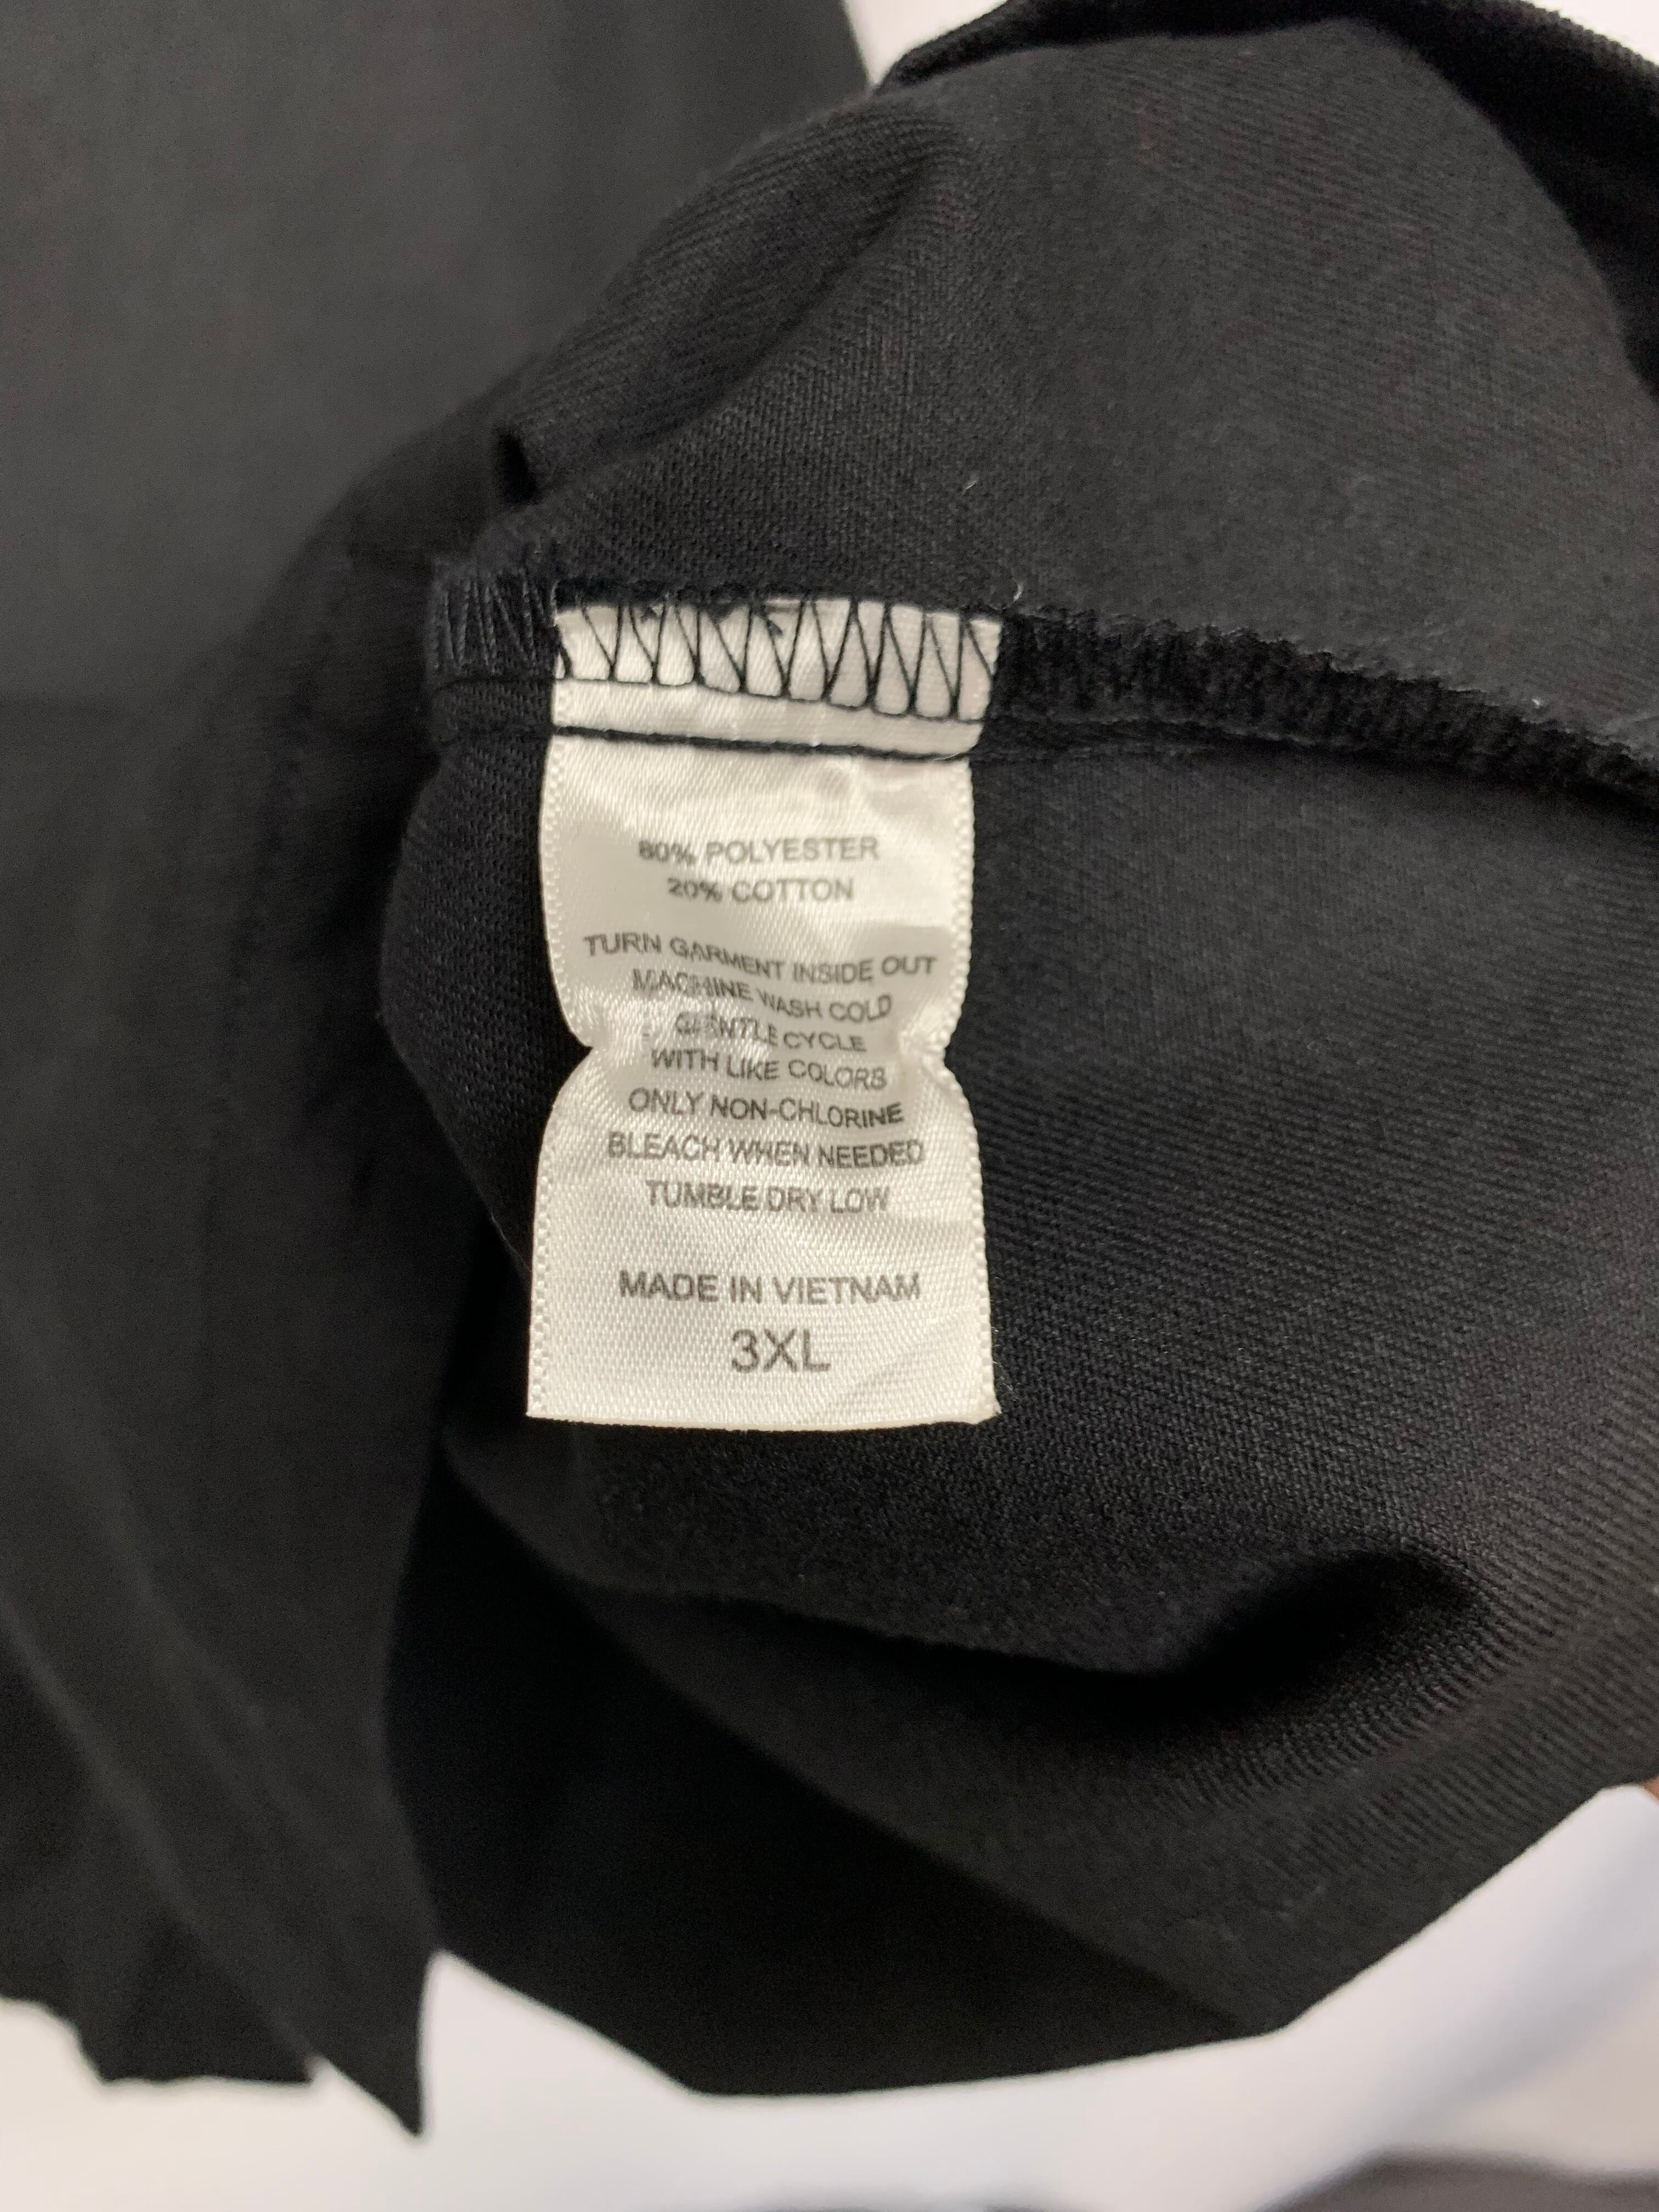 80% POLYESTER
20% COTTON
TURN GARMENT INSIDE OUT
MACHINE WASH COLD
GENTLE CYCLE
WITH LIKE COLORS
ONLY NON-CHLORINE
BLEACH WHEN NEEDED
TUMBLE DRY LOW
MADE IN VIETNAM
3XL